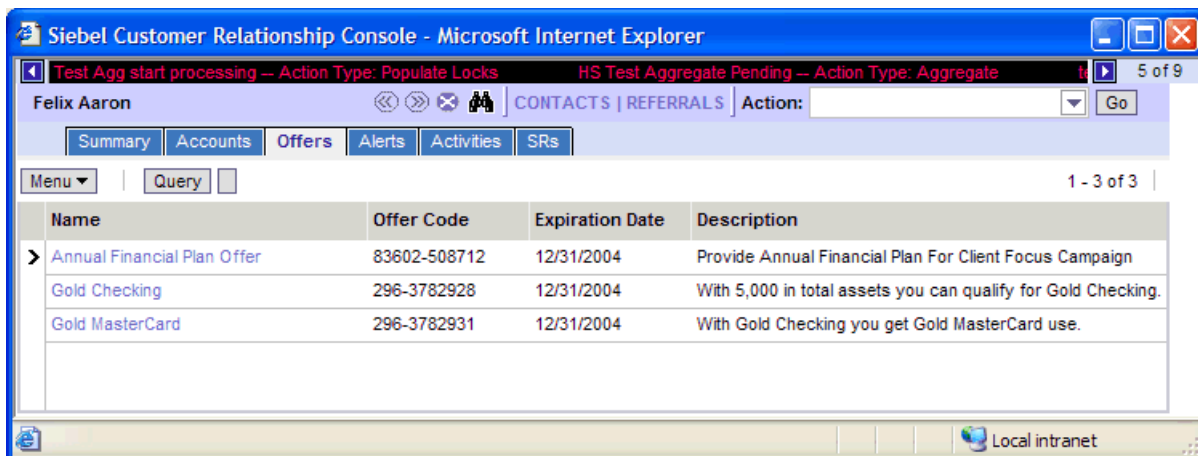 Siebel Customer Relationship Console - Microsoft Internet Explorer
Test Agg start processing -- Action Type: Populate Locks HS Test Aggregate Pending -- Action Type: Aggregate 5 of 9
Felix Aaron CONTACTS | REFERRALS Action: Go
Summary Accounts Offers Alerts Activities SRs
Menu Query 1 - 3 of 3
Name Offer Code Expiration Date Description
Annual Financial Plan Offer 83602-508712 12/31/2004 Provide Annual Financial Plan For Client Focus Campaign
Gold Checking 296-3782928 12/31/2004 With 5,000 in total assets you can qualify for Gold Checking.
Gold MasterCard 296-3782931 12/31/2004 With Gold Checking you get Gold MasterCard use.
Local intranet